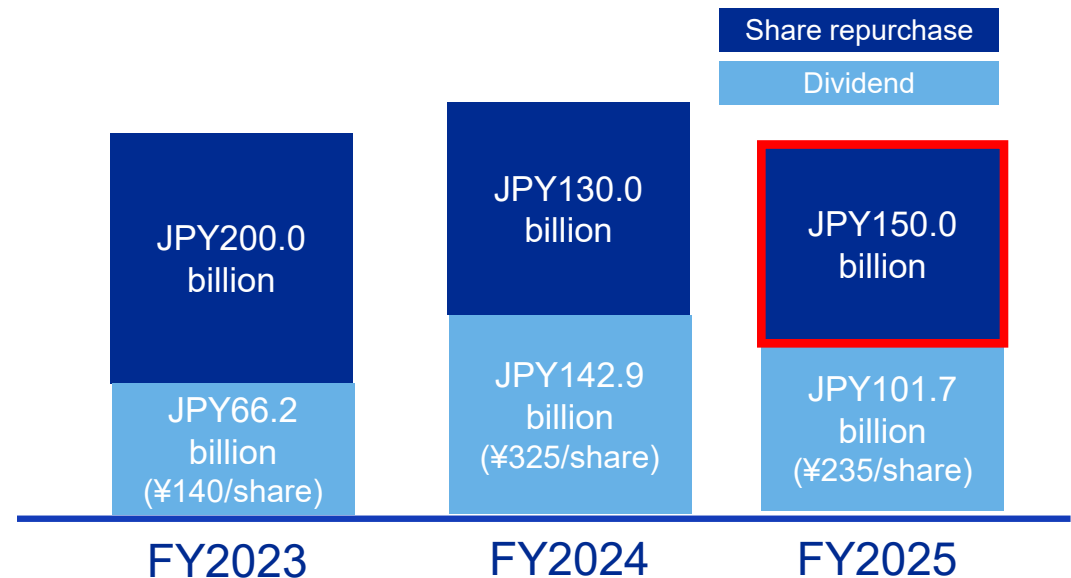 Share repurchase
Dividend
JPY200.0
billion
JPY66.2
billion
(¥140/share)
JPY130.0
billion
JPY142.9
billion
(¥325/share)
JPY150.0
billion
JPY101.7
billion
(¥235/share)
FY2023
FY2024
FY2025